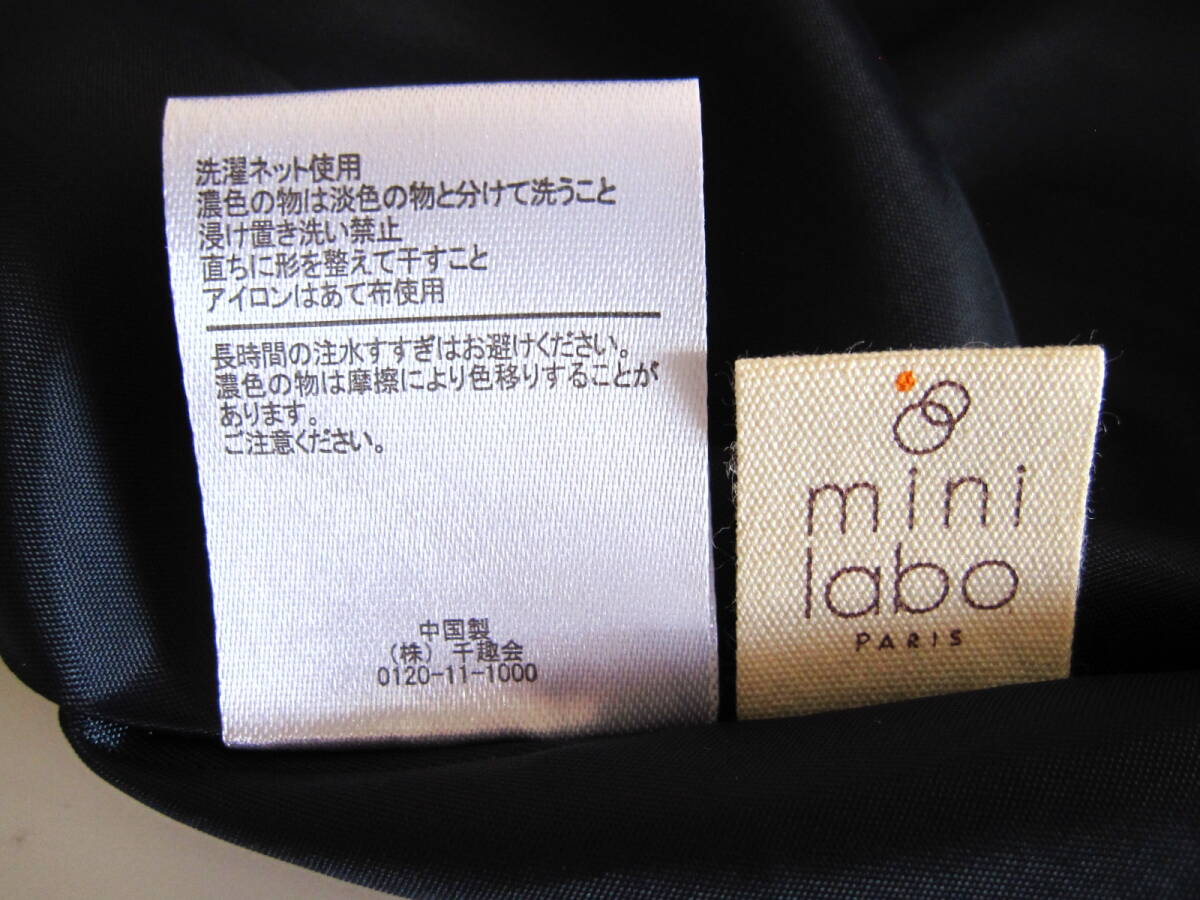 洗濯ネット使用
濃色の物は淡色の物と分けて洗うこと
浸け置き洗い禁止
直ちに形を整えて干すこと
アイロンはあて布使用
長時間の注水すすぎはお避けください。
濃色の物は摩擦により色移りすることが
あります。
ご注意ください。
中国製
（株）千趣会
0120-11-1000
mini
labo
PARIS